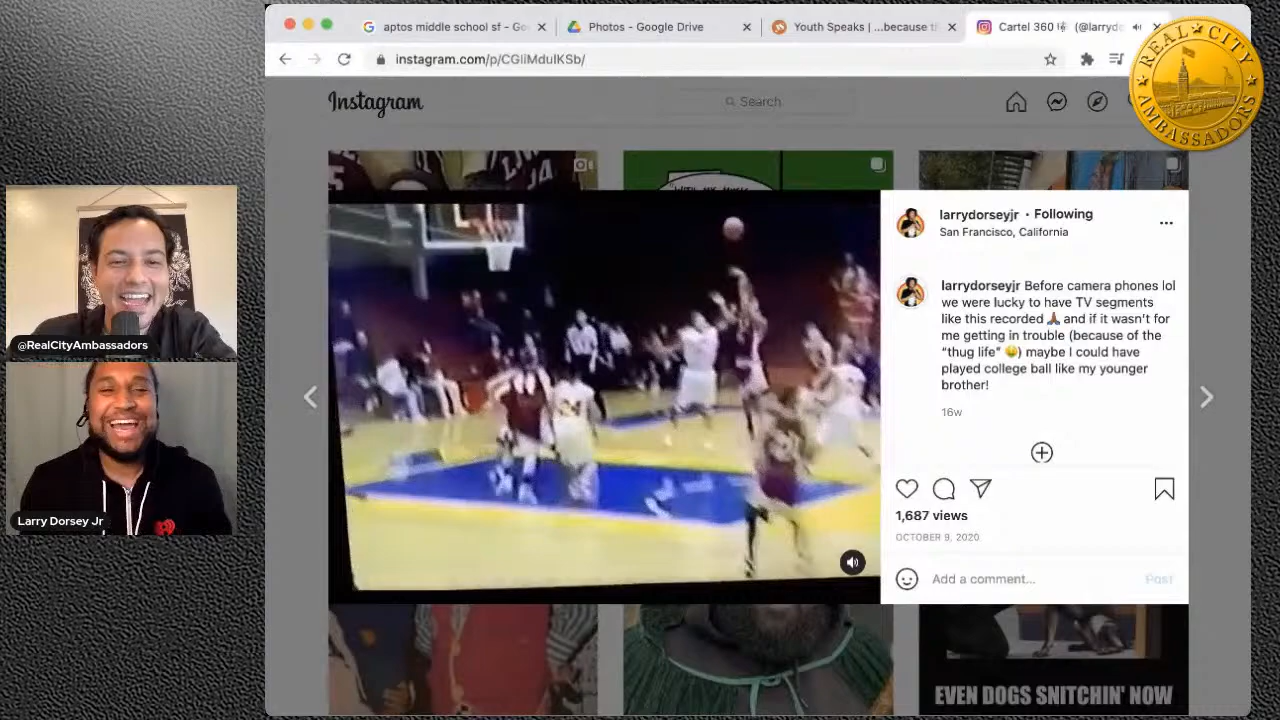 aptos middle school sf - Go
Photos - Google Drive
Youth Speaks | ...because t
Cartel 360
(@larryd
instagram.com/p/CGIiMdulKSb/
REAL CITY
AMBASSADORS
Instagram
Search
WITH MY MUSIC
larrydorseyjr • Following
San Francisco, California
larrydorseyjr Before camera phones lol
we were lucky to have TV segments
like this recorded 🙏🏾 and if it wasn't for
me getting in trouble (because of the
"thug life" 🤑) maybe I could have
played college ball like my younger
brother!
16w
1,687 views
OCTOBER 9, 2020
Add a comment...
Post
@RealCityAmbassadors
Larry Dorsey Jr
EVEN DOGS SNITCHIN' NOW